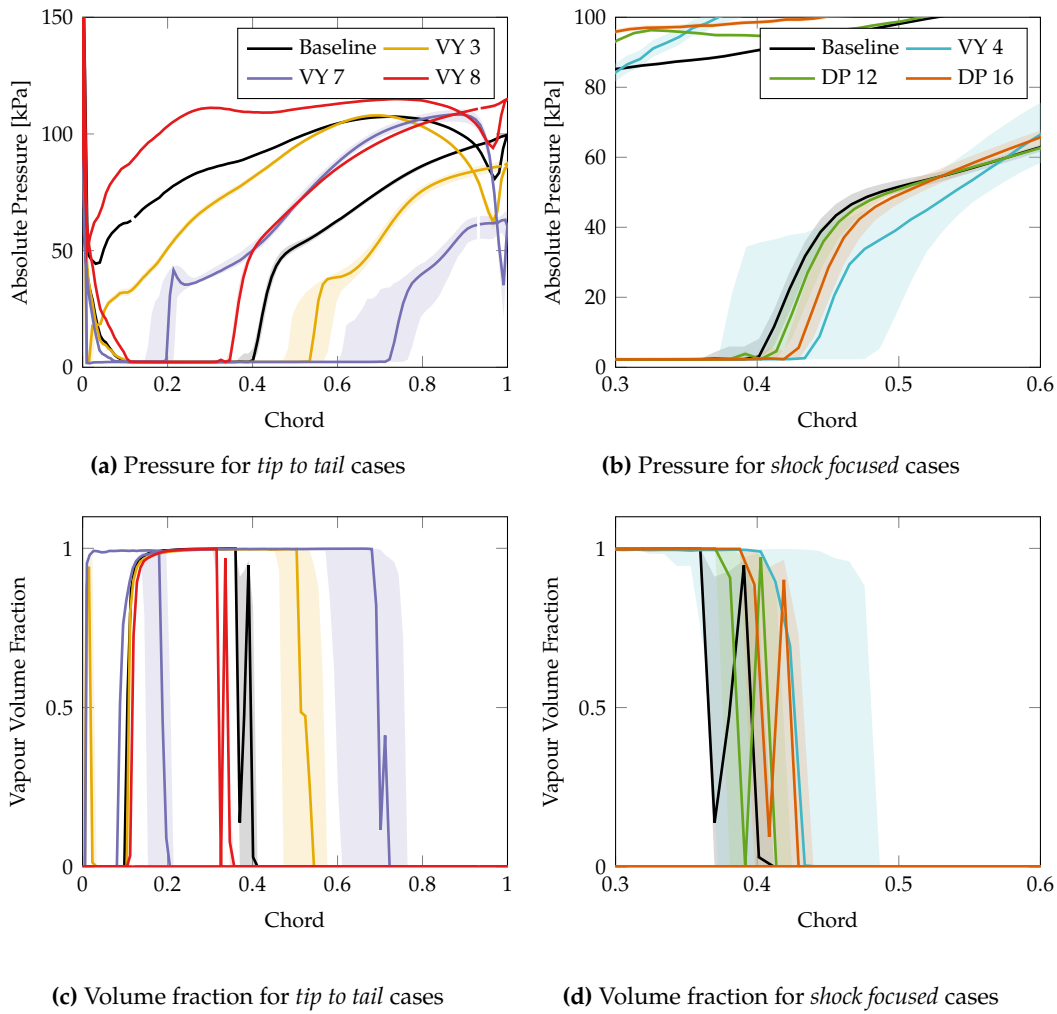 150
100
50
0
Absolute Pressure [kPa]
Baseline
VY 3
VY 7
VY 8
0
0.2
0.4
0.6
0.8
1
Chord
(a) Pressure for tip to tail cases
100
80
60
40
20
0
Absolute Pressure [kPa]
Baseline
VY 4
DP 12
DP 16
0.3
0.4
0.5
0.6
Chord
(b) Pressure for shock focused cases
1
0.5
0
Vapour Volume Fraction
0
0.2
0.4
0.6
0.8
1
Chord
(c) Volume fraction for tip to tail cases
1
0.5
0
Vapour Volume Fraction
0.3
0.4
0.5
0.6
Chord
(d) Volume fraction for shock focused cases